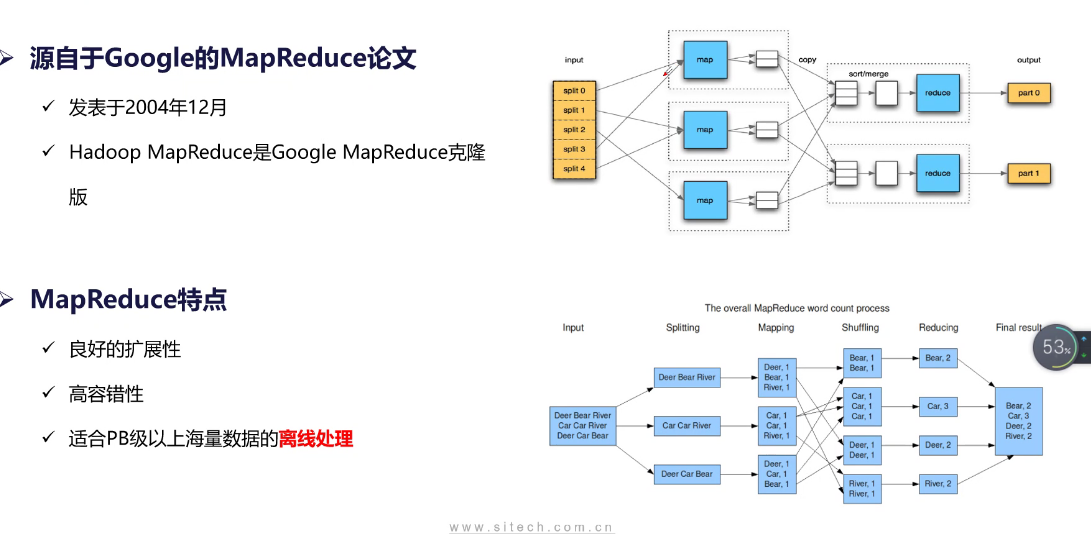 源自于Google的MapReduce论文
发表于2004年12月
Hadoop MapReduce是Google MapReduce克隆
版
input
split 0
split 1
split 2
split 3
split 4
map
map
map
copy
sort/merge
reduce
reduce
output
part 0
part 1
MapReduce特点
良好的扩展性
高容错性
适合PB级以上海量数据的离线处理
The overall MapReduce word count process
Input
Splitting
Mapping
Shuffling
Reducing
Final result
Deer Bear River
Car Car River
Deer Car Bear
Deer Bear River
Car Car River
Deer Car Bear
Deer, 1
Bear, 1
River, 1
Car, 1
Car, 1
River, 1
Deer, 1
Car, 1
Bear, 1
Bear, 1
Bear, 1
Car, 1
Car, 1
Car, 1
Deer, 1
Deer, 1
River, 1
River, 1
Bear, 2
Car, 3
Deer, 2
River, 2
Bear, 2
Car, 3
Deer, 2
River, 2
53%
www.sitech.com.cn